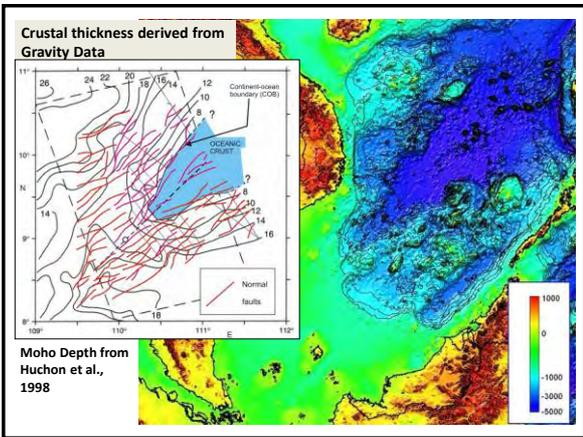 Crustal thickness derived from
Gravity Data
Continent-ocean
boundary (COB)
OCEANIC
CRUST
11°
10°
N
9°
8°
109°
110°
111°
112°
E
26
24
22
20
18
16
14
12
10
8
?
14
?
8
10
12
14
16
18
Normal
faults
Moho Depth from
Huchon et al.,
1998
1000
0
-1000
-3000
-5000